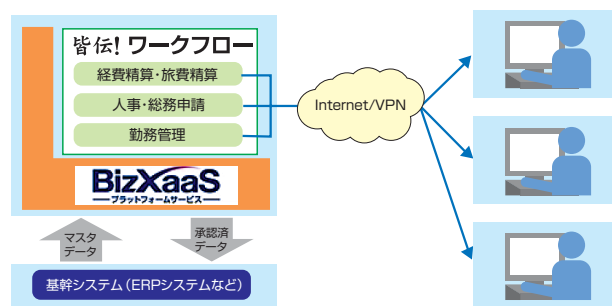 皆伝!ワークフロー
経費精算・旅費精算
人事・総務申請
勤務管理
Internet/VPN
BizXaaS
プラットフォームサービス
マスタ
データ
承認済
データ
基幹システム(ERPシステムなど)